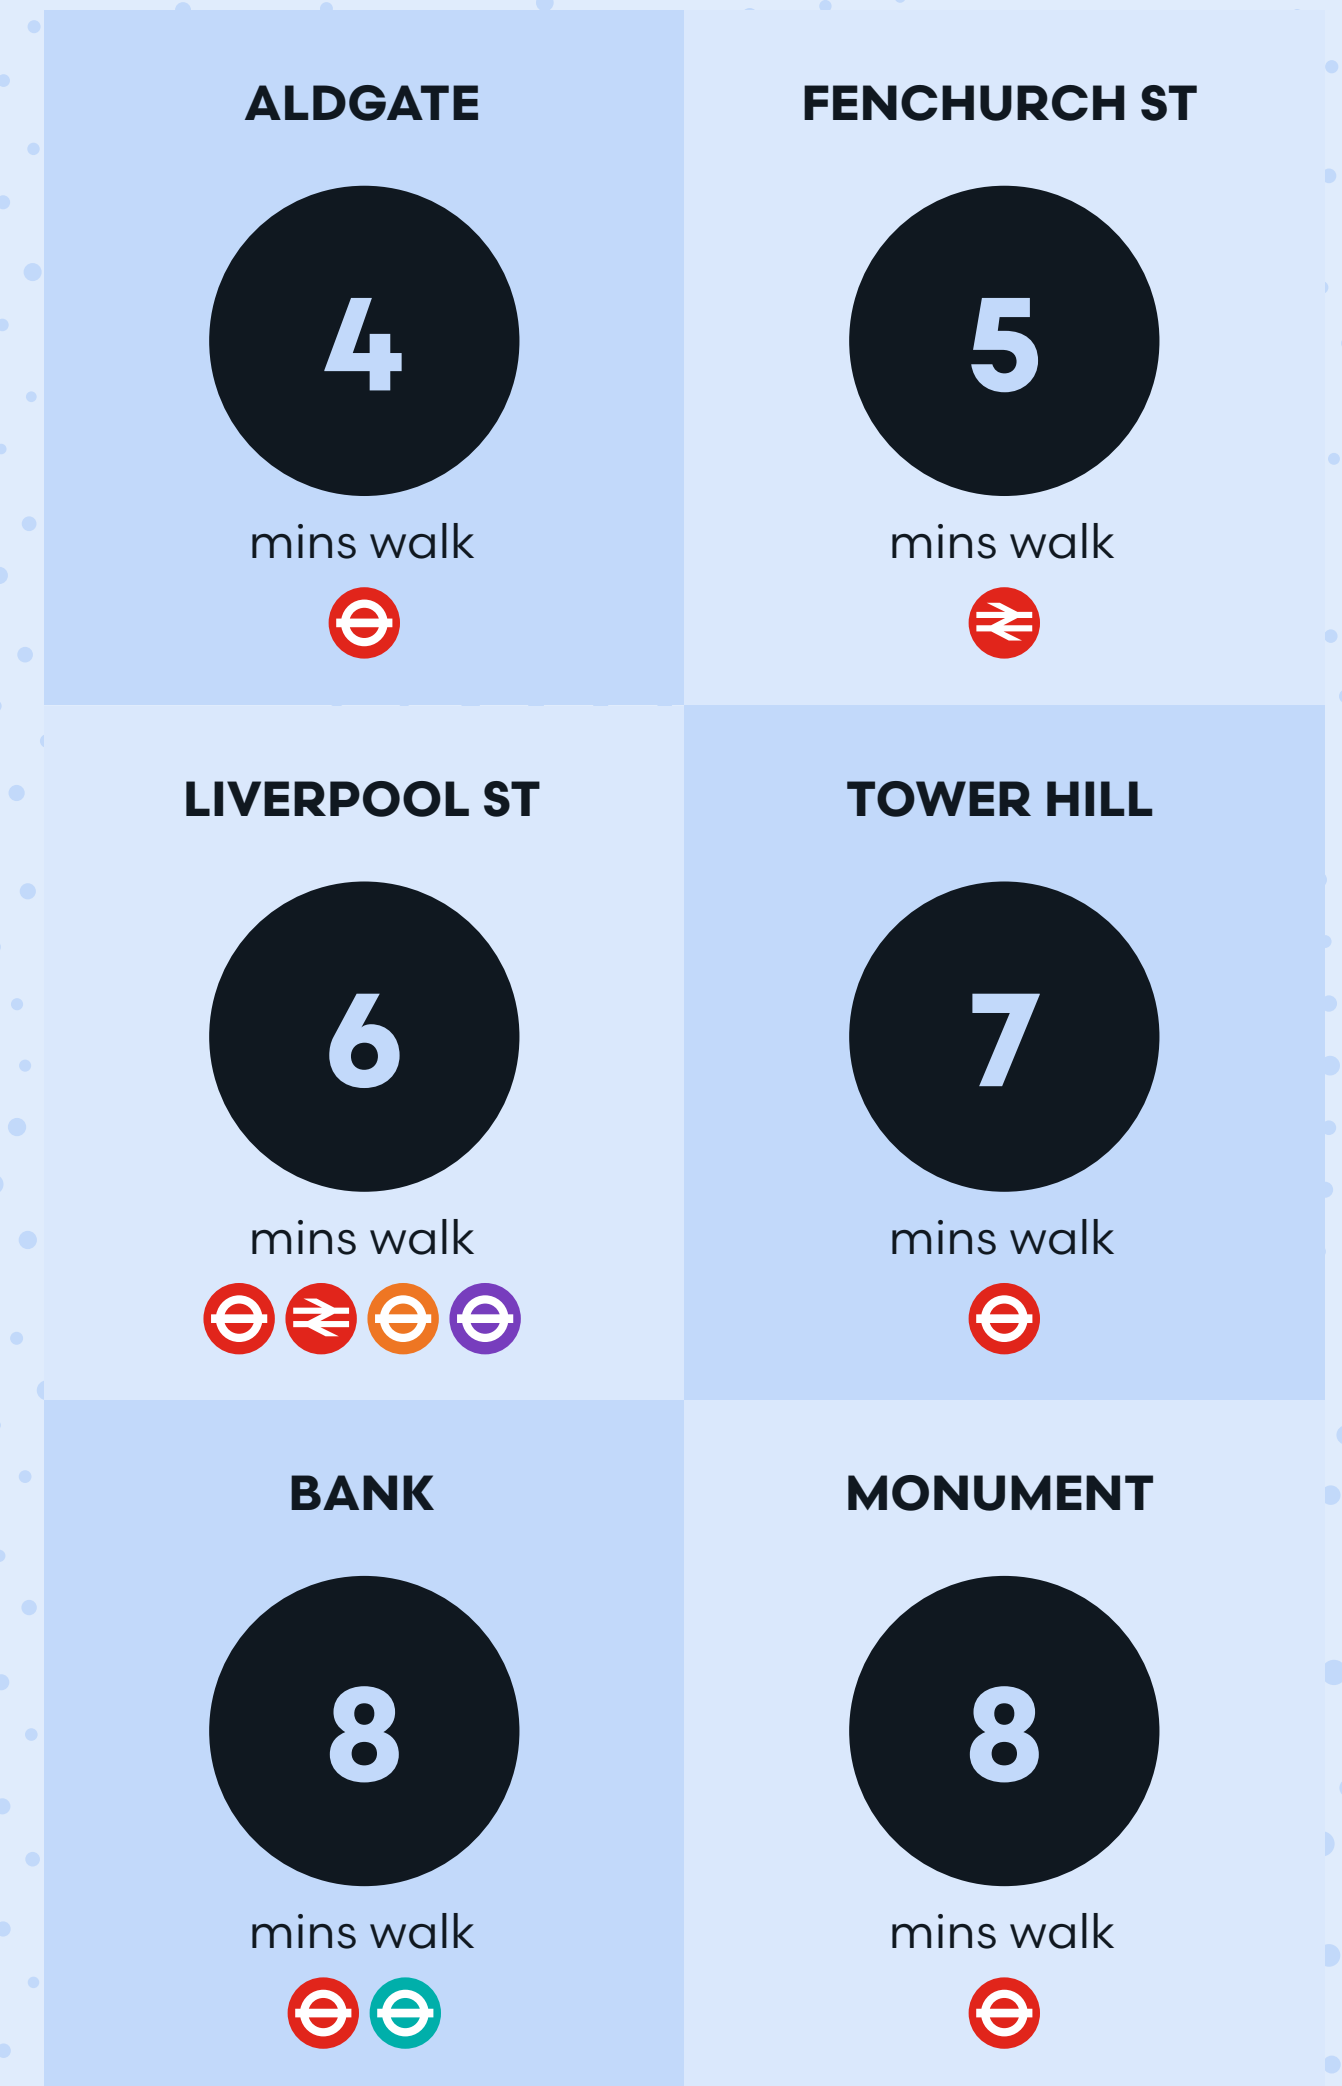 ALDGATE
4
mins walk
FENCHURCH ST
5
mins walk
LIVERPOOL ST
6
mins walk
TOWER HILL
7
mins walk
BANK
8
mins walk
MONUMENT
8
mins walk